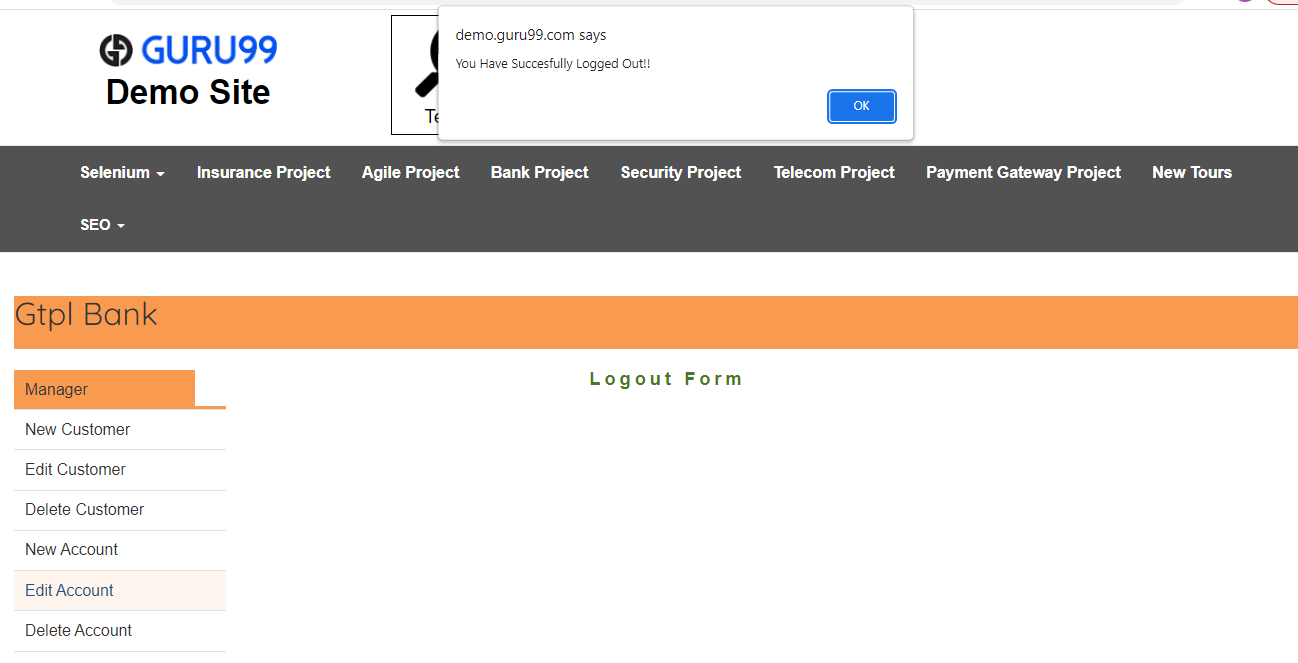 GURU99
Demo Site
demo.guru99.com says
You Have Succesfully Logged Out!!
OK
Selenium
Insurance Project
Agile Project
Bank Project
Security Project
Telecom Project
Payment Gateway Project
New Tours
SEO
Gtpl Bank
Logout Form
Manager
New Customer
Edit Customer
Delete Customer
New Account
Edit Account
Delete Account